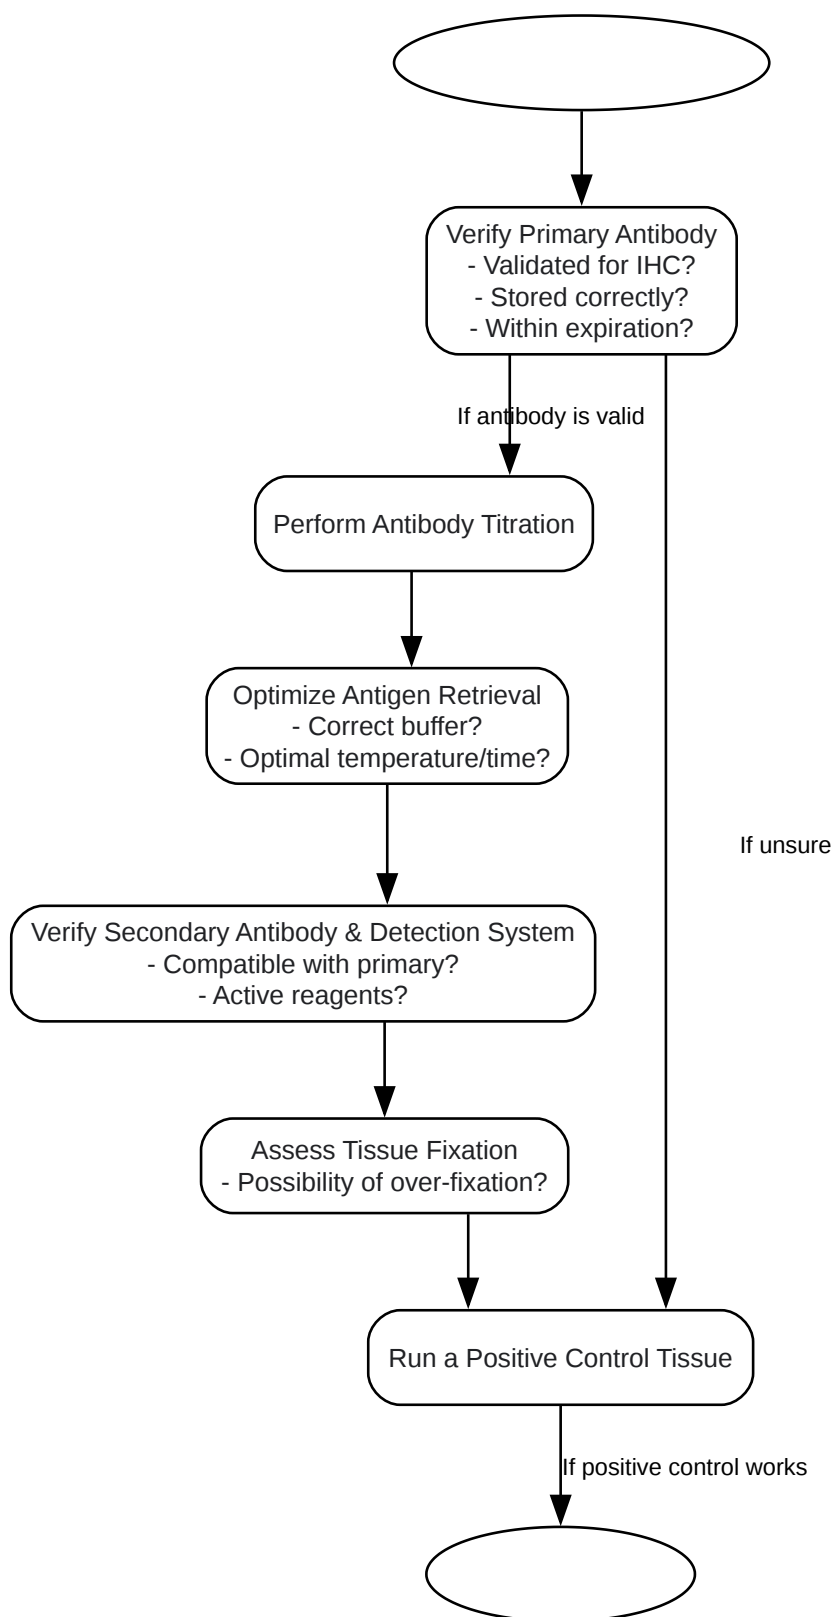 Verify Primary Antibody
- Validated for IHC?
- Stored correctly?
- Within expiration?
If antibody is valid
Perform Antibody Titration
Optimize Antigen Retrieval
- Correct buffer?
- Optimal temperature/time?
If unsure
Verify Secondary Antibody & Detection System
- Compatible with primary?
- Active reagents?
Assess Tissue Fixation
- Possibility of over-fixation?
Run a Positive Control Tissue
If positive control works